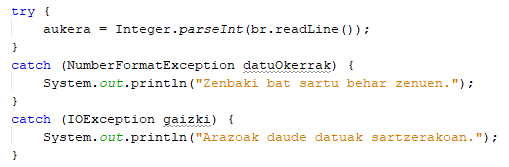 try {
aukera = Integer.parseInt(br.readLine());
}
catch (NumberFormatException datuOkerrak) {
System.out.println("Zenbaki bat sartu behar zenuen.");
}
catch (IOException gaizki) {
System.out.println("Arazoak daude datuak sartzerakoan.");
}